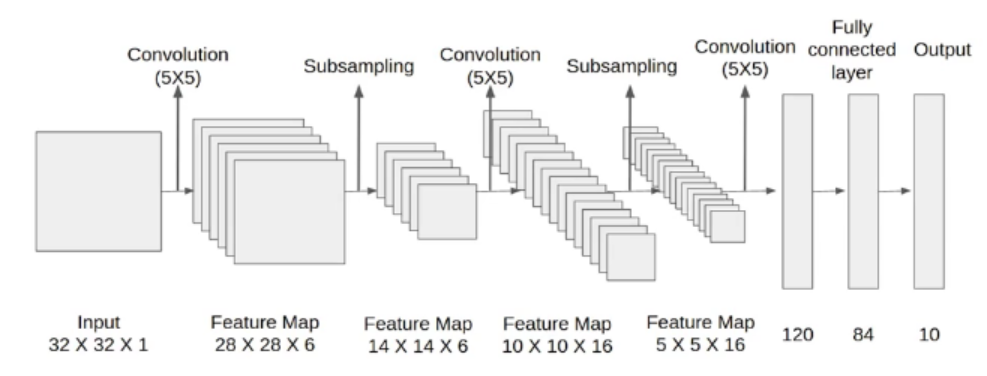 Convolution
(5X5)
Subsampling
Convolution
(5X5)
Subsampling
Convolution
(5X5)
Fully
connected
layer
Output
Input
32 X 32 X 1
Feature Map
28 X 28 X 6
Feature Map
14 X 14 X 6
Feature Map
10 X 10 X 16
Feature Map
5 X 5 X 16
120
84
10